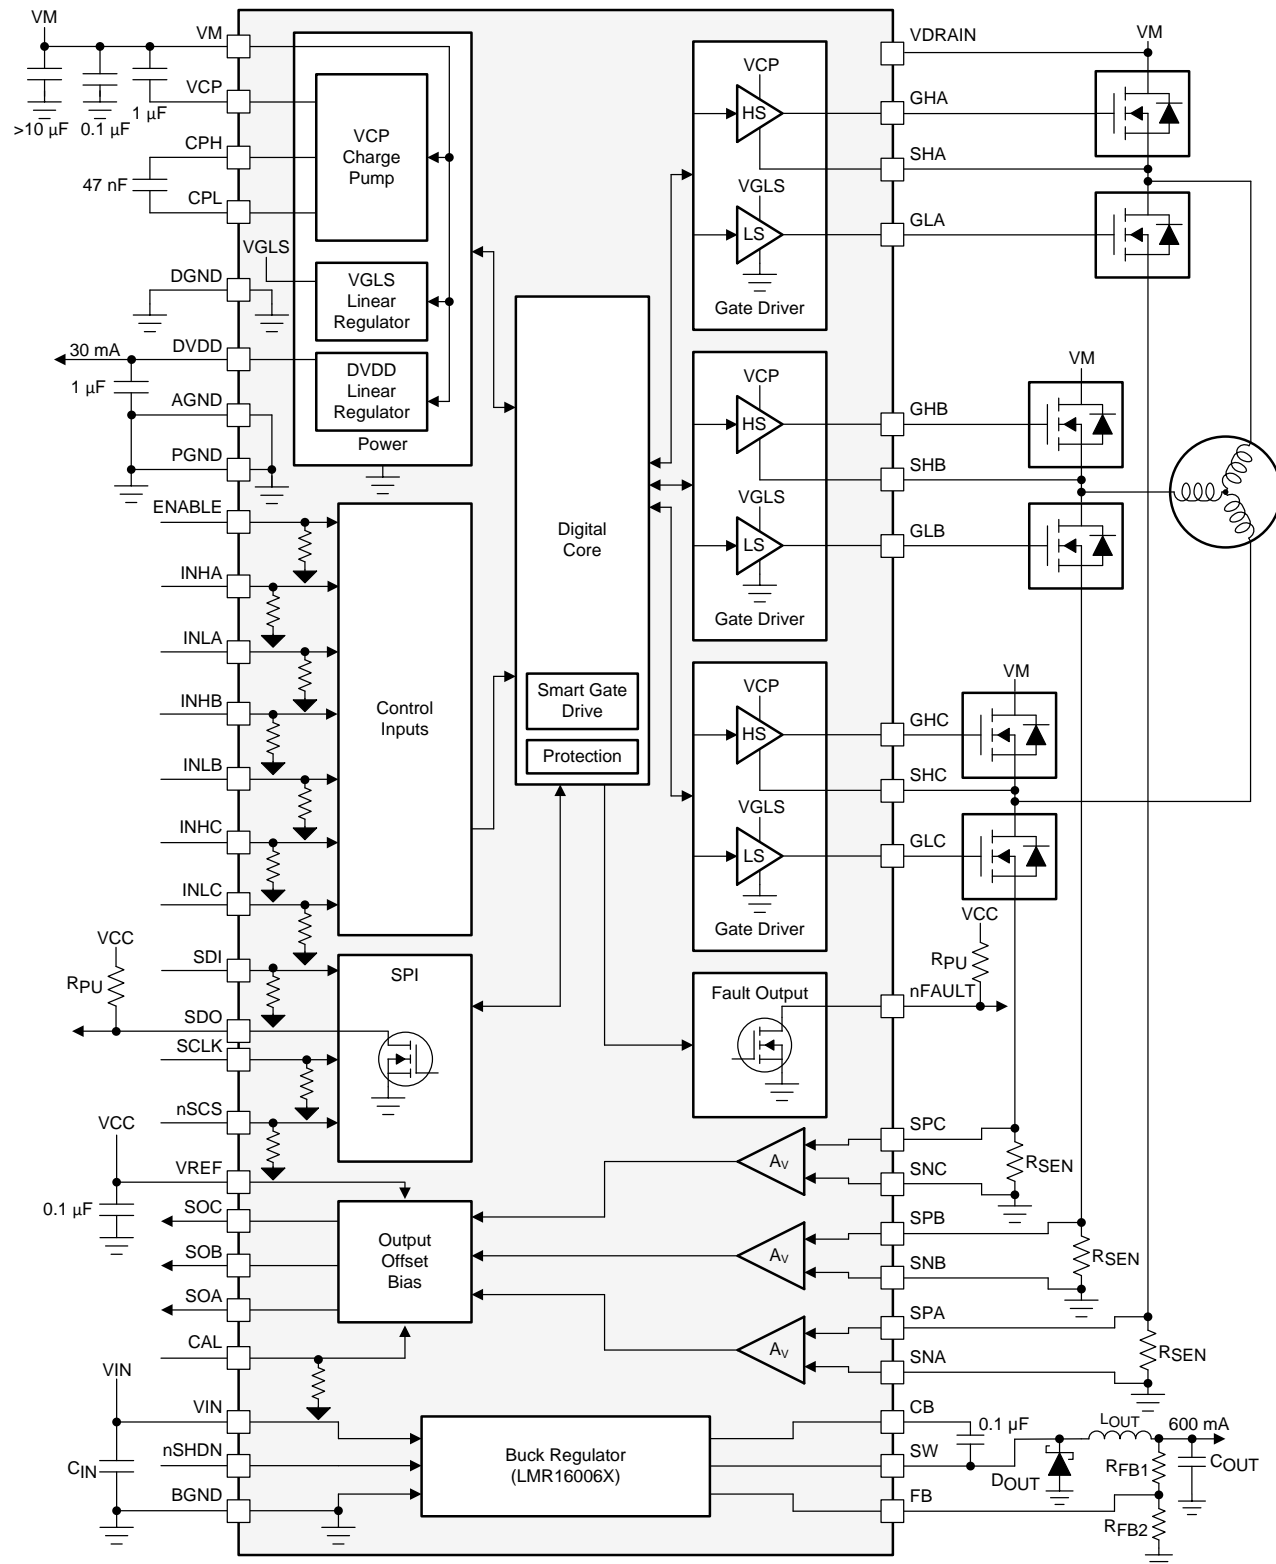 VM
VM
VCP
>10 µF
0.1 µF
1 µF
CPH
47 nF
CPL
VGLS
DGND
30 mA
DVDD
1 µF
AGND
PGND
VCP
Charge
Pump
VGLS
Linear
Regulator
DVDD
Linear
Regulator
Power
ENABLE
INHA
INLA
INHB
INLB
INHC
INLC
Control
Inputs
VCC
RPU
SDI
SDO
SCLK
nSCS
SPI
VCC
VREF
0.1 µF
SOC
SOB
SOA
CAL
Output
Offset
Bias
VIN
VIN
nSHDN
CIN
BGND
Buck Regulator
(LMR16006X)
Digital
Core
Smart Gate
Drive
Protection
VCP
HS
VGLS
LS
Gate Driver
VCP
HS
VGLS
LS
Gate Driver
VCP
HS
VGLS
LS
Gate Driver
Fault Output
AV
AV
AV
VDRAIN
VM
GHA
SHA
GLA
VM
GHB
SHB
GLB
VM
GHC
SHC
GLC
VCC
RPU
nFAULT
SPC
SNC
RSEN
SPB
SNB
RSEN
SPA
SNA
RSEN
CB
0.1 µF
SW
FB
LOUT
600 mA
DOUT
RFB1
COUT
RFB2